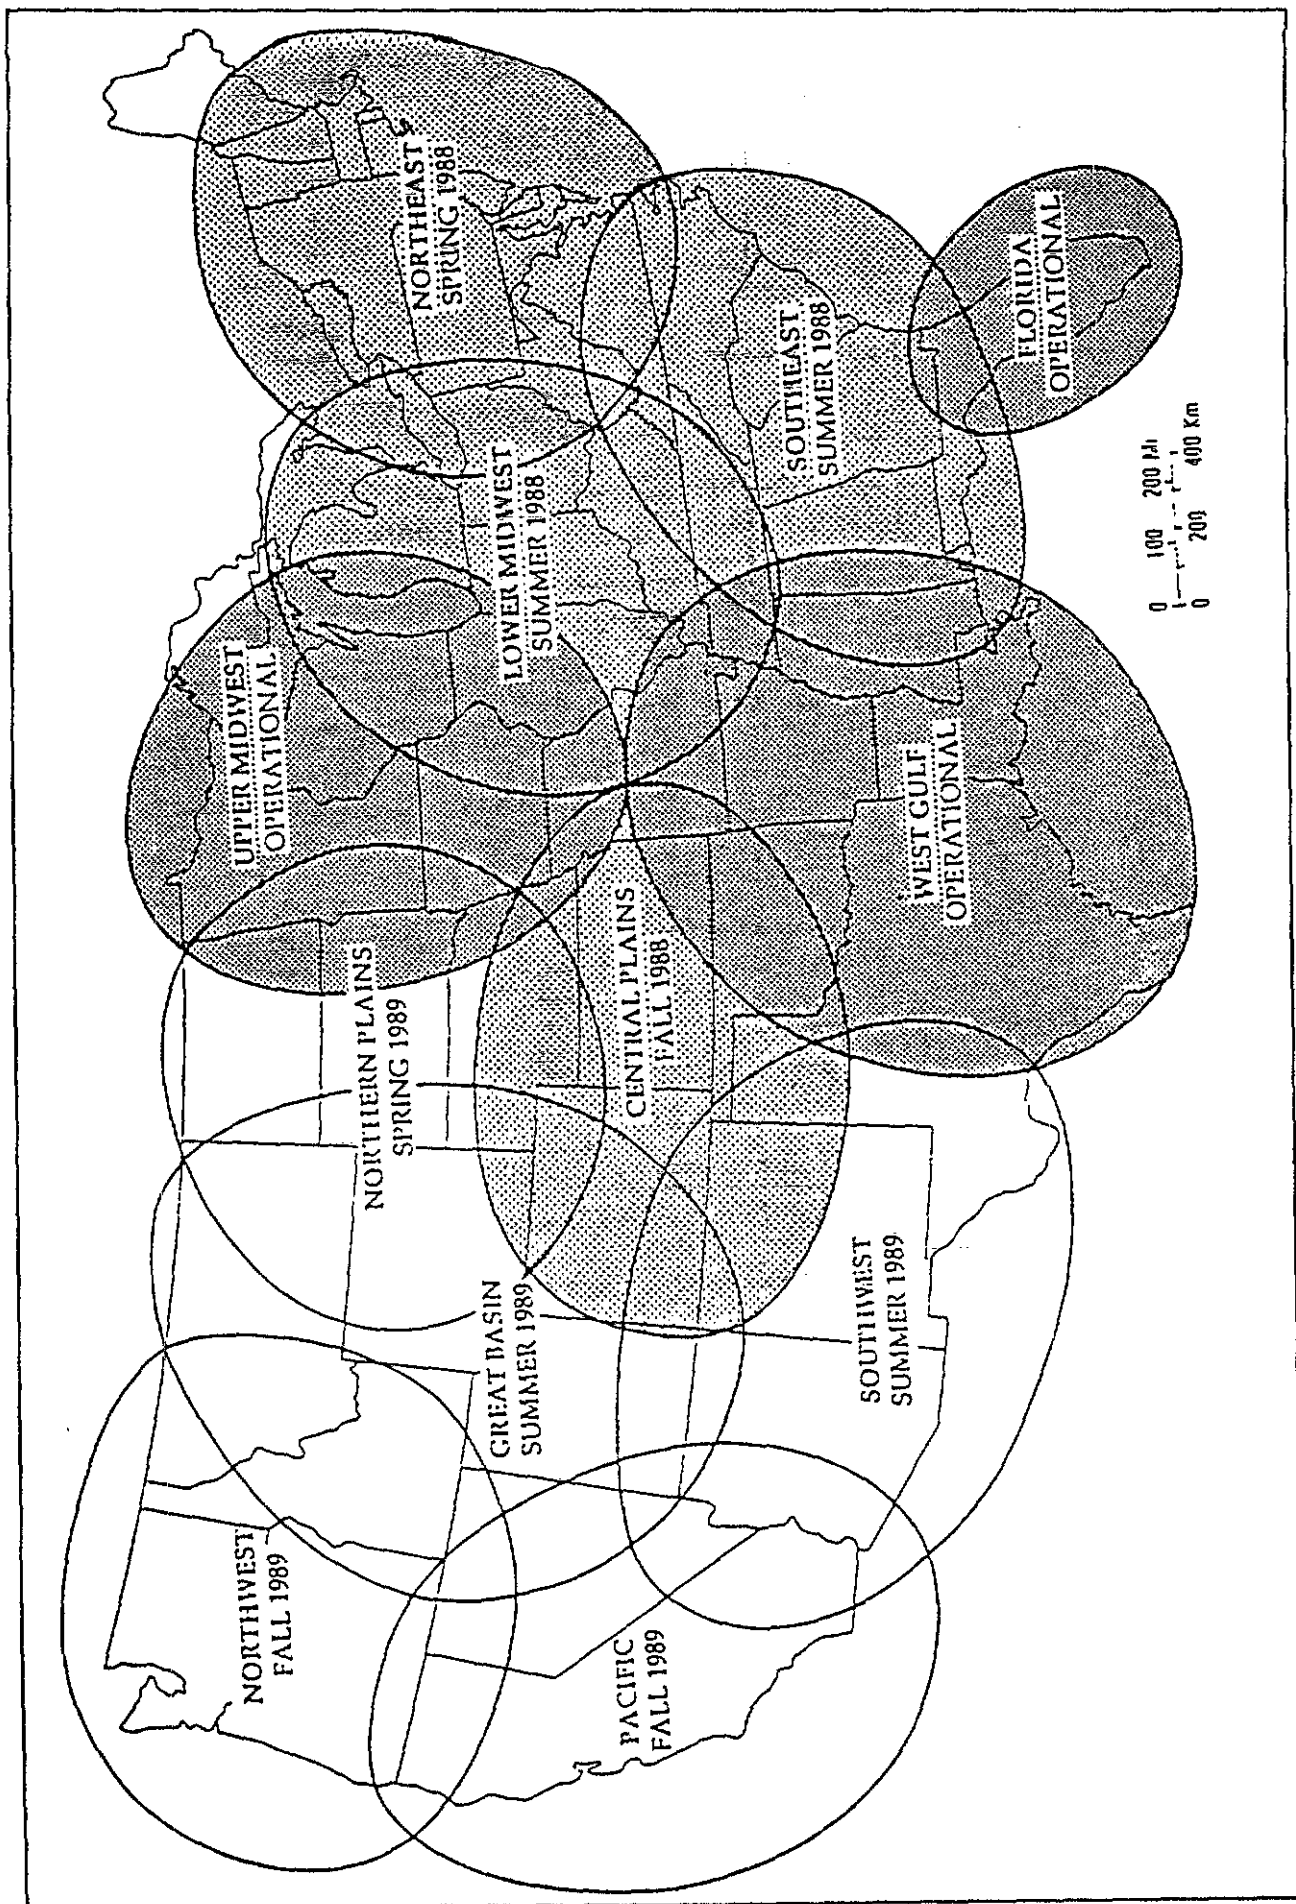 NORTHWEST
FALL 1989
PACIFIC
FALL 1989
GREAT BASIN
SUMMER 1989
SOUTHWEST
SUMMER 1989
NORTHERN PLAINS
SPRING 1989
CENTRAL PLAINS
FALL 1988
UPPER MIDWEST
OPERATIONAL
WEST GULF
OPERATIONAL
LOWER MIDWEST
SUMMER 1988
NORTHEAST
SPRING 1988
SOUTHEAST
SUMMER 1988
FLORIDA
OPERATIONAL
0 100 200 Mi
0 200 400 Km